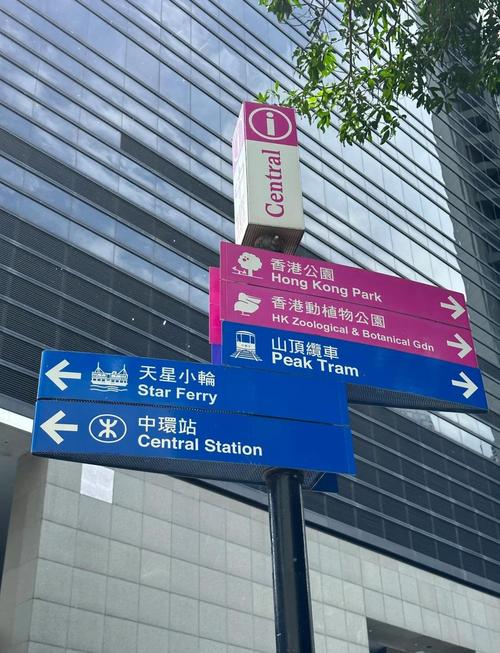 i
Central
香港公園
Hong Kong Park
香港動植物公園
HK Zoological & Botanical Gdn
山頂纜車
Peak Tram
天星小輪
Star Ferry
中環站
Central Station